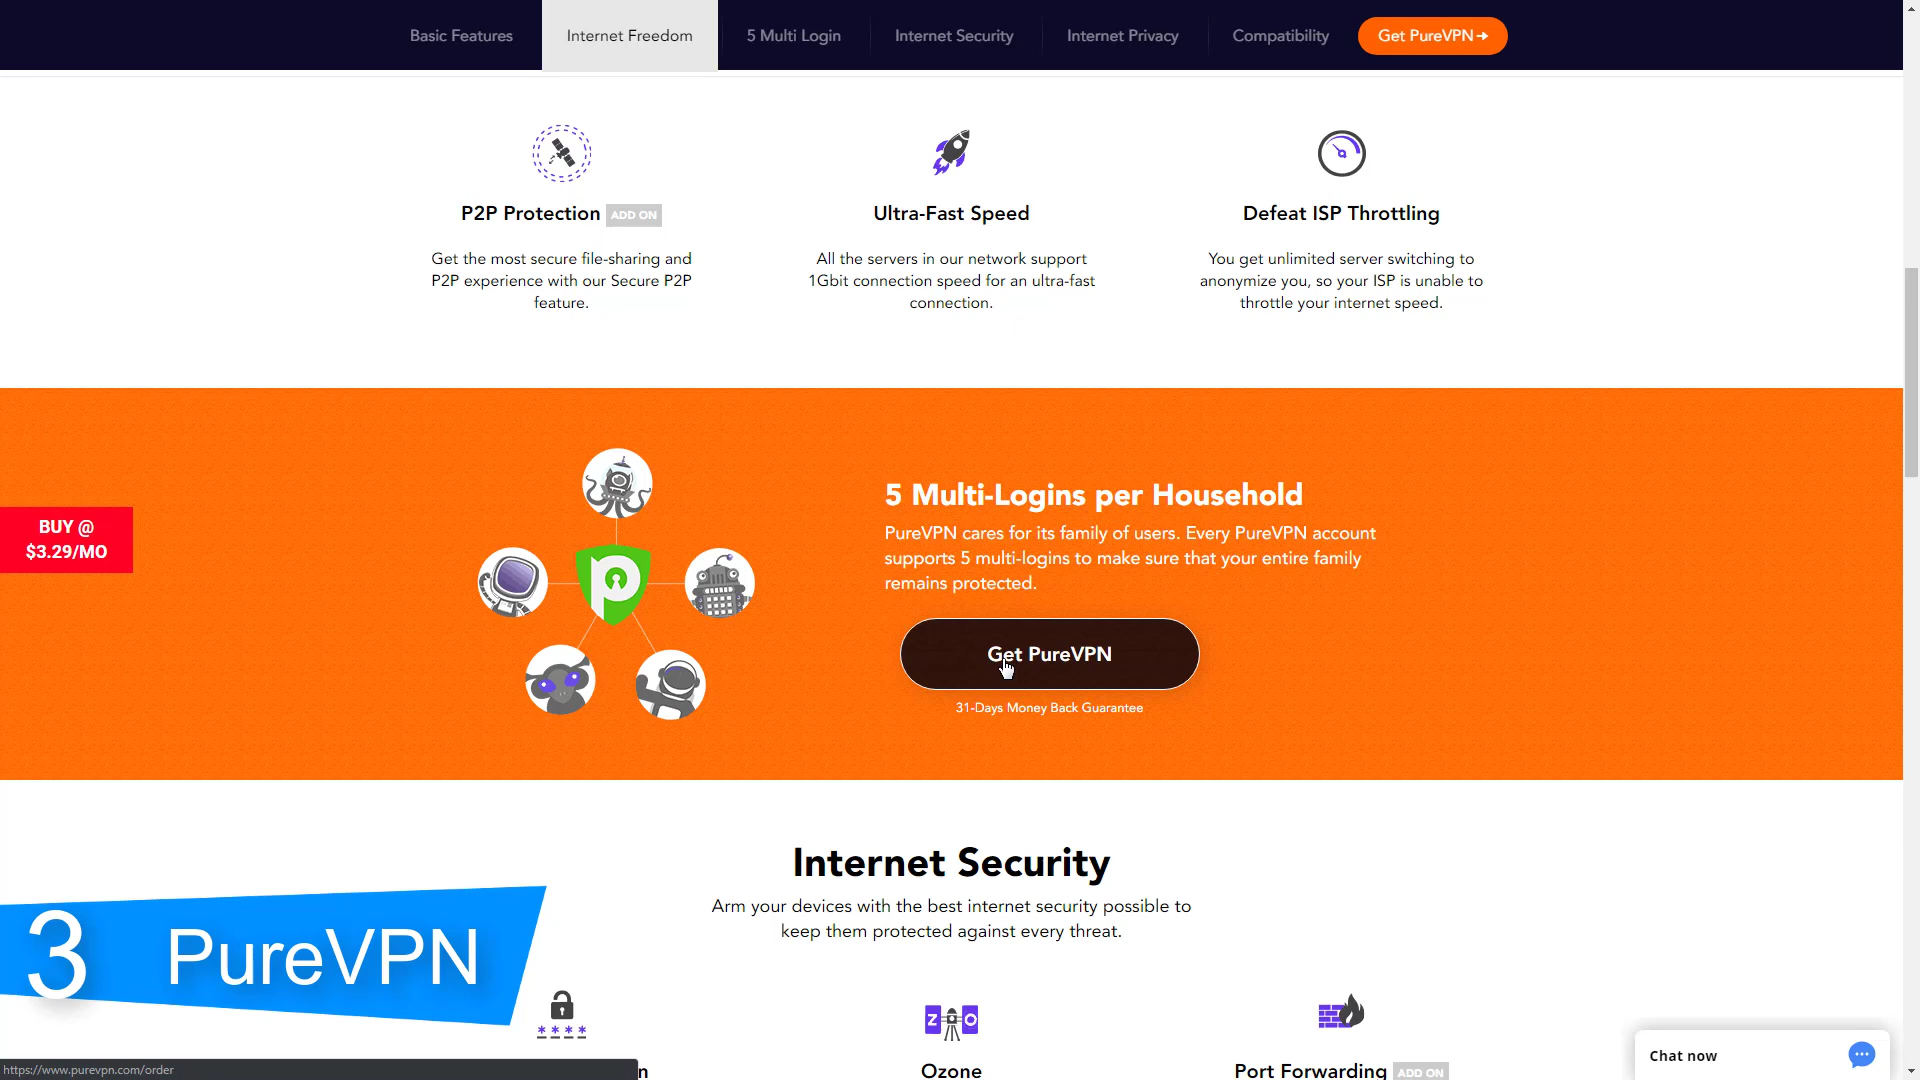 Basic Features
Internet Freedom
5 Multi Login
Internet Security
Internet Privacy
Compatibility
Get PureVPN➔
P2P Protection ADD ON
Get the most secure file-sharing and
P2P experience with our Secure P2P
feature.
Ultra-Fast Speed
All the servers in our network support
1Gbit connection speed for an ultra-fast
connection.
Defeat ISP Throttling
You get unlimited server switching to
anonymize you, so your ISP is unable to
throttle your internet speed.
BUY @
$3.29/MO
5 Multi-Logins per Household
PureVPN cares for its family of users. Every PureVPN account
supports 5 multi-logins to make sure that your entire family
remains protected.
Get PureVPN
31-Days Money Back Guarantee
Internet Security
Arm your devices with the best internet security possible to
keep them protected against every threat.
3 PureVPN
****
Z O
Ozone
Port Forwarding ADD ON
https://www.purevpn.com/order
Chat now